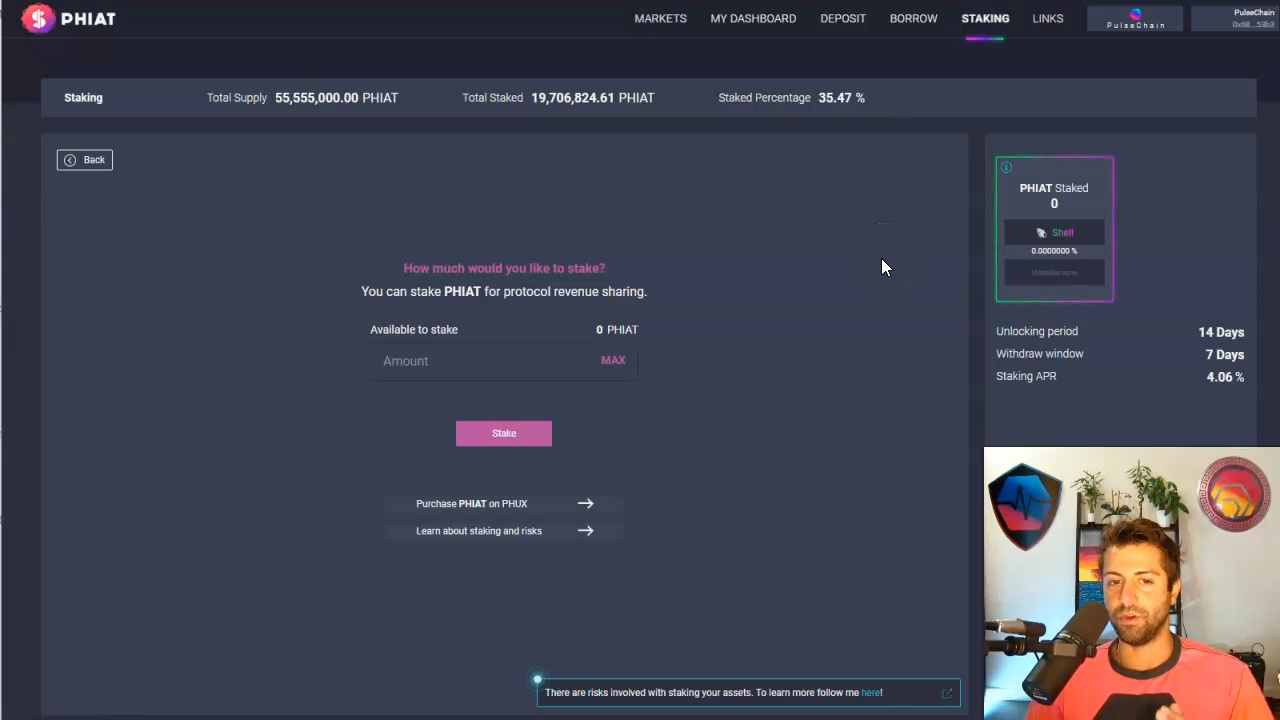 PHIAT
MARKETS
MY DASHBOARD
DEPOSIT
BORROW
STAKING
LINKS
PulseChain
PulseChain
0x68...53b3
Staking
Total Supply 55,555,000.00 PHIAT
Total Staked 19,706,824.61 PHIAT
Staked Percentage 35.47 %
Back
How much would you like to stake?
You can stake PHIAT for protocol revenue sharing.
Available to stake 0 PHIAT
Amount MAX
Stake
Purchase PHIAT on PHUX
Learn about staking and risks
There are risks involved with staking your assets. To learn more follow me here!
PHIAT Staked
0
Shell
0.0000000 %
Unlocking period 14 Days
Withdraw window 7 Days
Staking APR 4.06 %